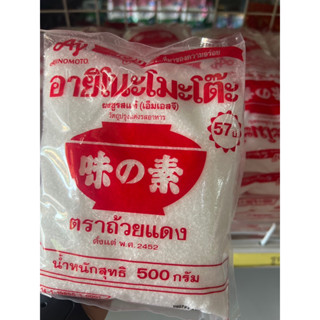 AJINOMOTO
อายิโนะโมะโต๊ะ
ผงชูรสแท้ (เอ็มเอสจี)
วัตถุปรุงแต่งรสอาหาร
57
味の素
ตราถ้วยแดง
ตั้งแต่ พ.ศ. 2452
น้ำหนักสุทธิ 500 กรัม